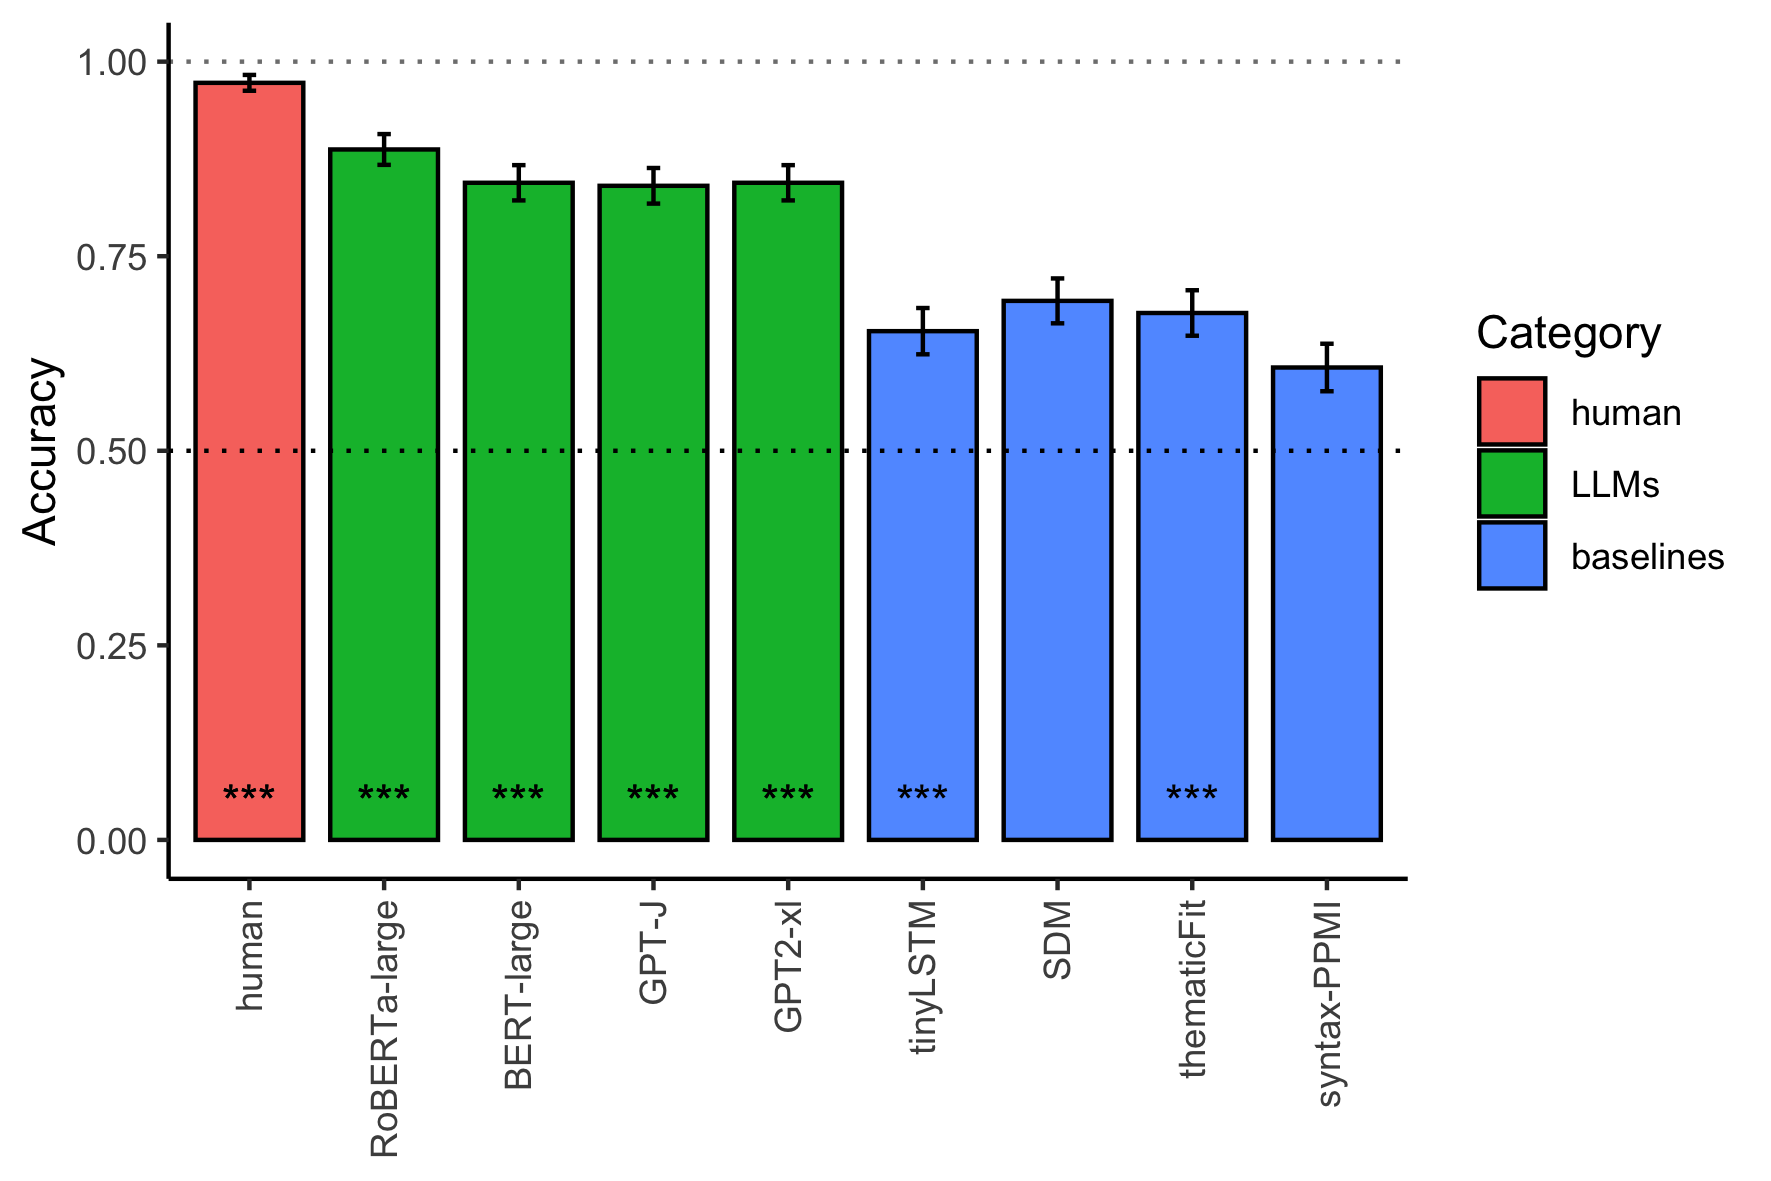 Accuracy
1.00
0.75
0.50
0.25
0.00
*** *** *** *** *** *** ***
human
RoBERTa-large
BERT-large
GPT-J
GPT2-xl
tinyLSTM
SDM
thematicFit
syntax-PPMI
Category
human
LLMs
baselines